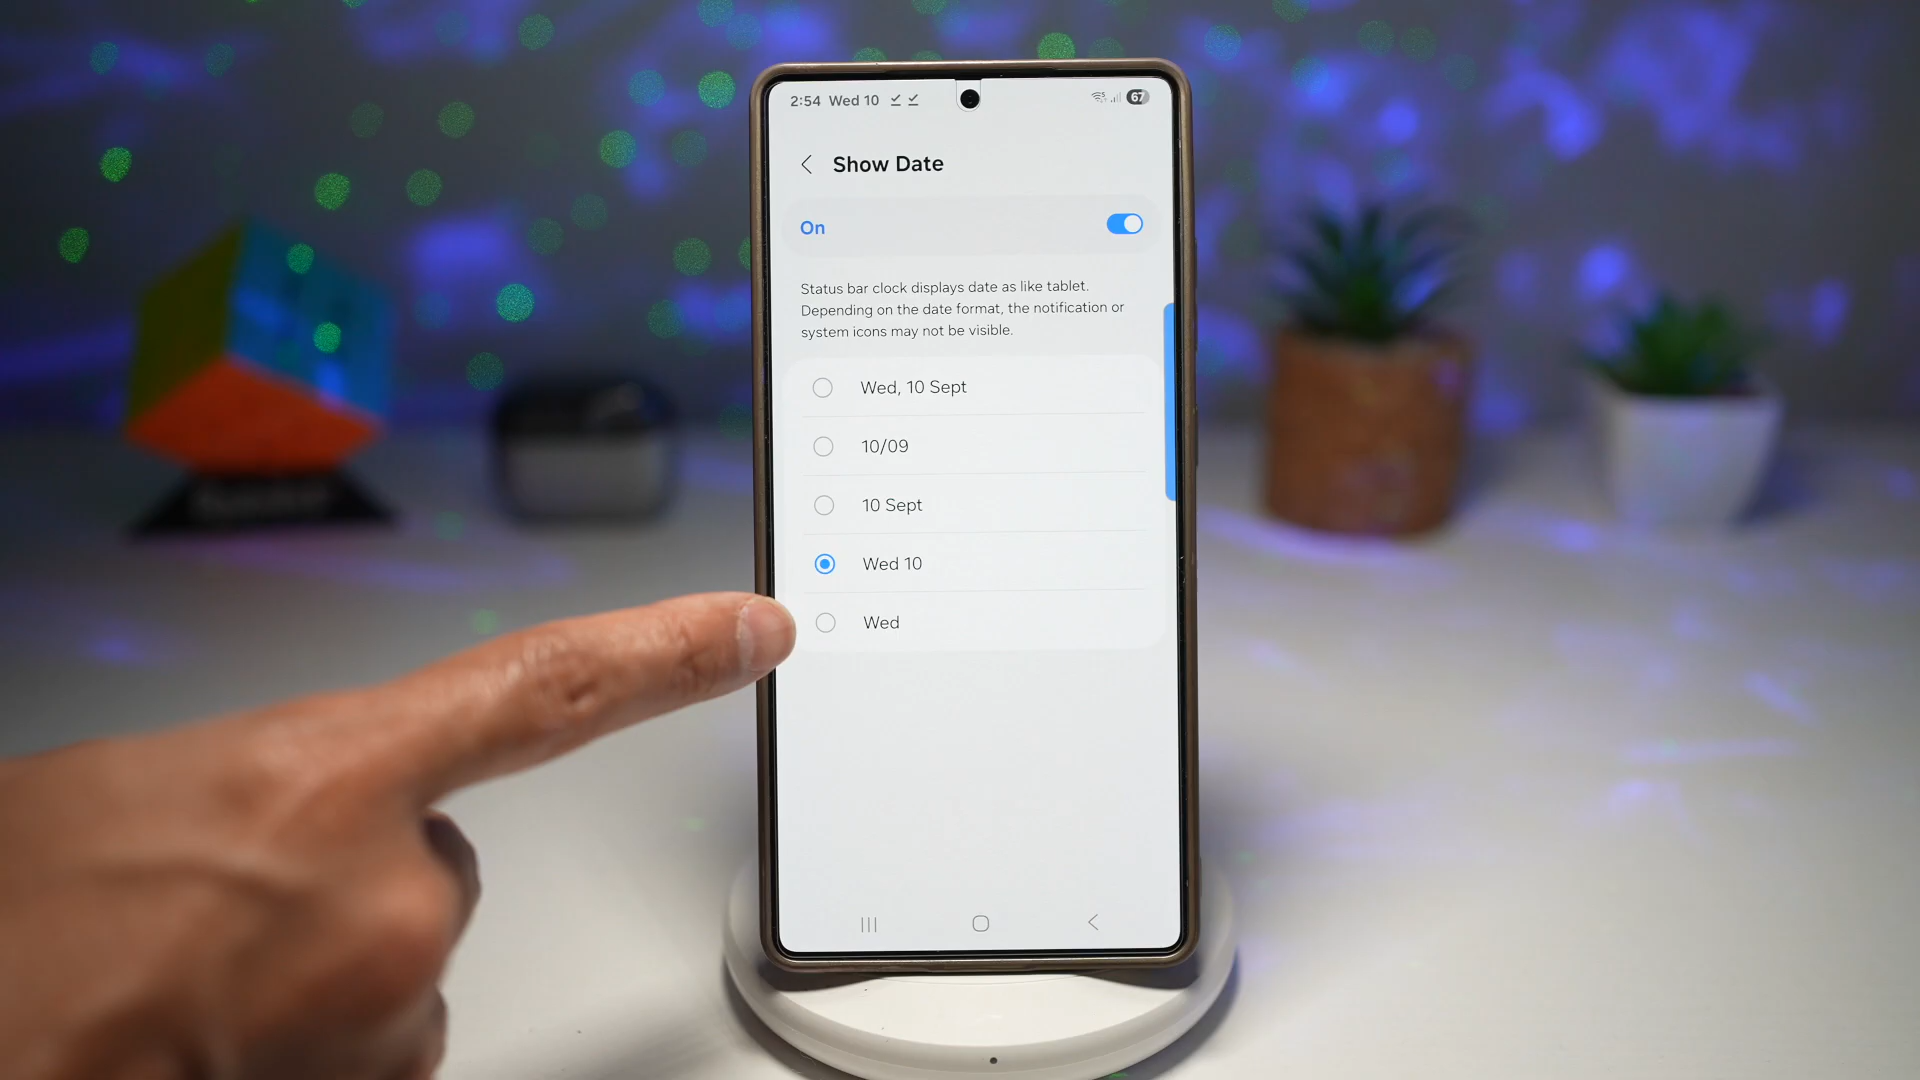 2:54 Wed 10 67
Show Date
On
Status bar clock displays date as like tablet.
Depending on the date format, the notification or
system icons may not be visible.
Wed, 10 Sept
10/09
10 Sept
Wed 10
Wed